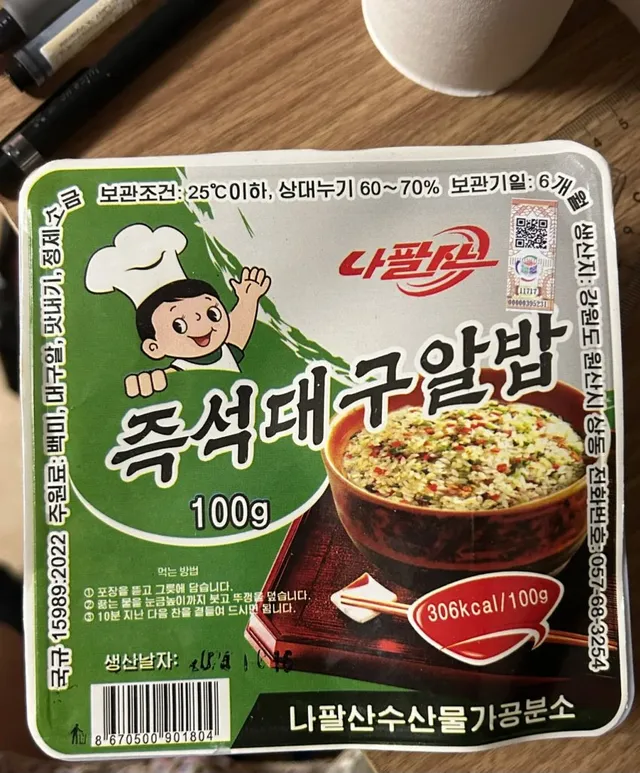 보관조건: 25℃이하, 상대누기 60~70% 보관기일: 6개월
나팔산
11717
00000395231
즉석대구알밥
100g
306kcal/100g
먹는 방법
① 포장을 뜯고 그릇에 담습니다.
② 끓는 물을 눈금높이까지 붓고 뚜껑을 덮습니다.
③ 10분 지난 다음 찬을 곁들여 드시면 됩니다.
생산날자:
8 670500 901804
나팔산수산물가공분소
국규 15989:2022 주원료: 백미, 대구알, 맛내기, 정제소금
생산지: 강원도 원산시 상동 전화번호: 057-68-3254